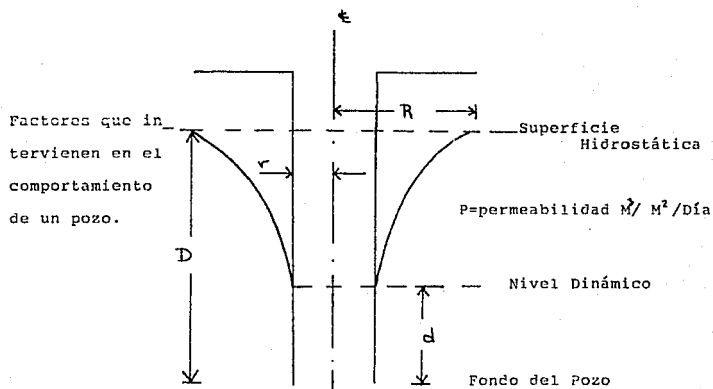 ℄
R
Factores que in_
tervienen en el
comportamiento
de un pozo.
Superficie
Hidrostática
r
P=permeabilidad M³/ M²/Día
D
Nivel Dinámico
d
Fondo del Pozo